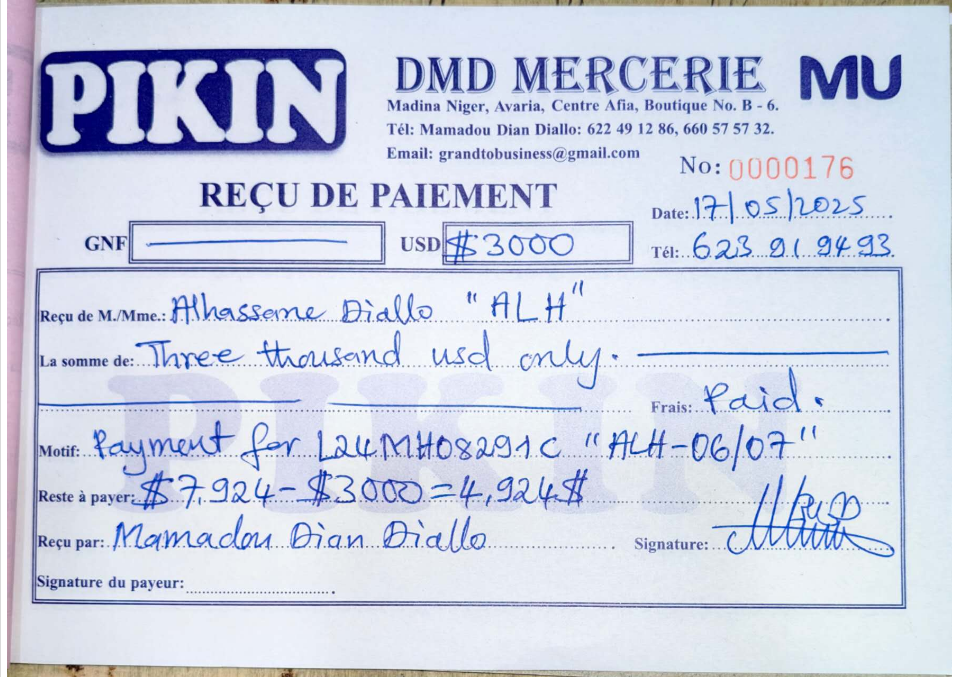 PIKIN
DMD MERCERIE MU
Madina Niger, Avaria, Centre Afia, Boutique No. B - 6.
Tél: Mamadou Dian Diallo: 622 49 12 86, 660 57 57 32.
Email: grandtobusiness@gmail.com
No: 0000176
REÇU DE PAIEMENT
Date: 17/05/2025
GNF USD $3000
Tél: 623 91 94 93
Reçu de M./Mme.: Alhassane Diallo "ALH"
La somme de: Three thousand usd only.
Frais: Paid.
Motif: Payment for L24MH08291C "ALH-06/07"
Reste à payer: $7,924-$3000=4,924$
Reçu par: Mamadou Dian Diallo Signature:
Signature du payeur:
PIKIN